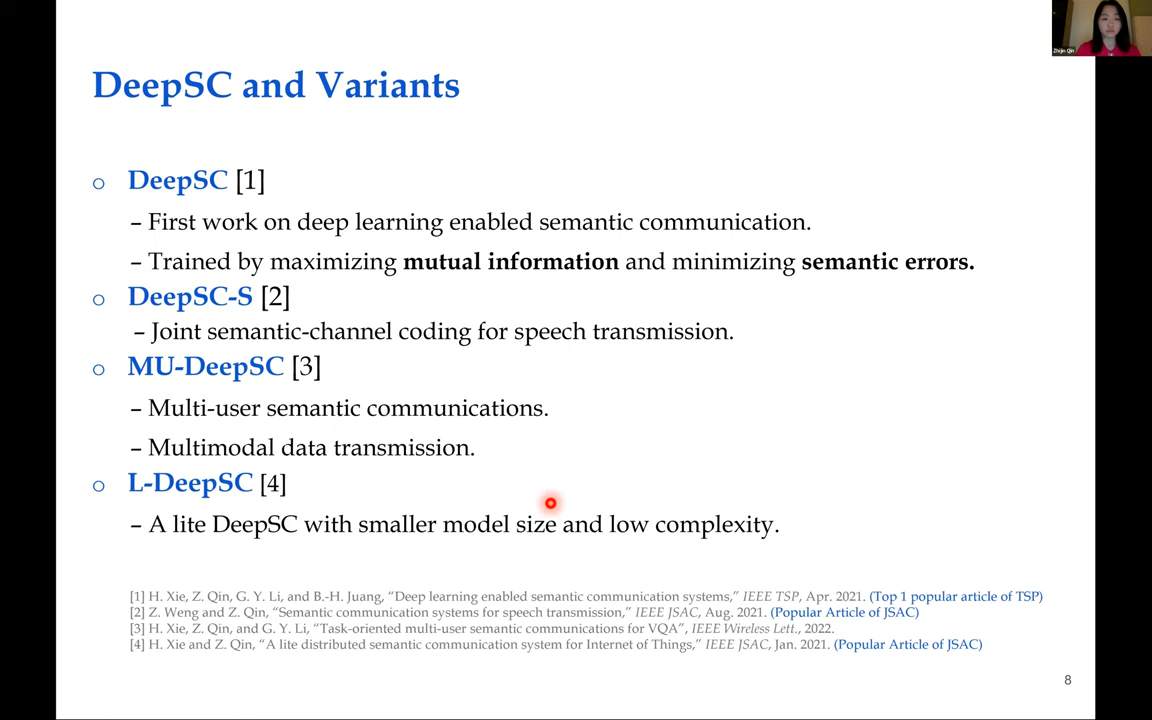 Zhijin Qin
DeepSC and Variants
o DeepSC [1]
– First work on deep learning enabled semantic communication.
– Trained by maximizing mutual information and minimizing semantic errors.
o DeepSC-S [2]
– Joint semantic-channel coding for speech transmission.
o MU-DeepSC [3]
– Multi-user semantic communications.
– Multimodal data transmission.
o L-DeepSC [4]
– A lite DeepSC with smaller model size and low complexity.
[1] H. Xie, Z. Qin, G. Y. Li, and B.-H. Juang, “Deep learning enabled semantic communication systems,” IEEE TSP, Apr. 2021. (Top 1 popular article of TSP)
[2] Z. Weng and Z. Qin, “Semantic communication systems for speech transmission,” IEEE JSAC, Aug. 2021. (Popular Article of JSAC)
[3] H. Xie, Z. Qin, and G. Y. Li, “Task-oriented multi-user semantic communications for VQA”, IEEE Wireless Lett., 2022.
[4] H. Xie and Z. Qin, “A lite distributed semantic communication system for Internet of Things,” IEEE JSAC, Jan. 2021. (Popular Article of JSAC)
8